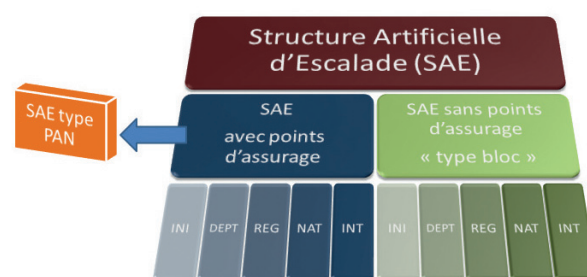 Structure Artificielle
d'Escalade (SAE)
SAE type
PAN
SAE
avec points
d'assurage
SAE sans points
d'assurage
« type bloc »
INI DEPT REG NAT INT INI DEPT REG NAT INT